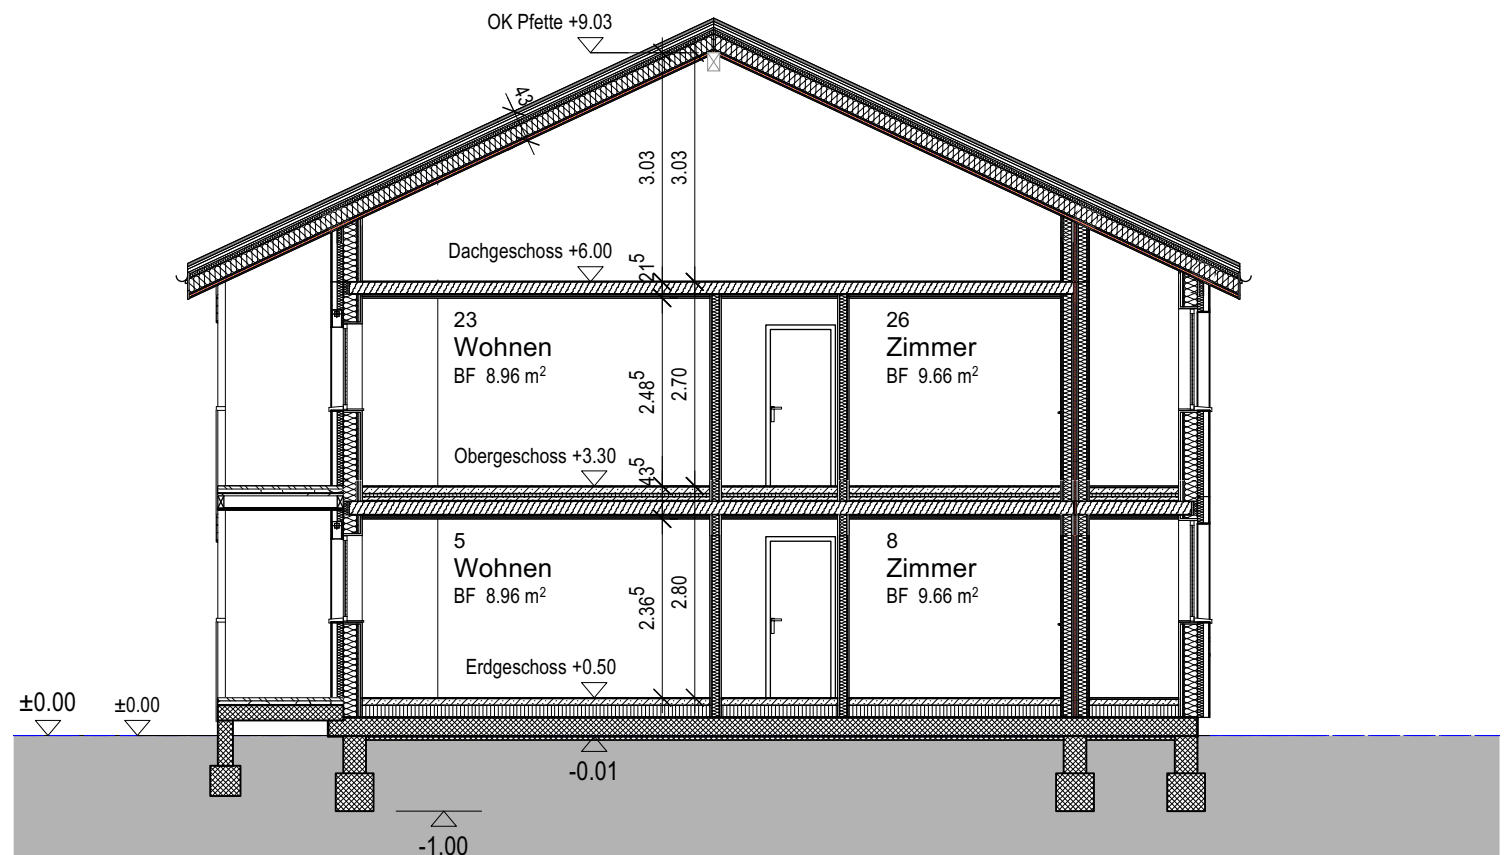 OK Pfette +9.03
43
3.03
3.03
Dachgeschoss +6.00
21⁵
23
Wohnen
BF 8.96 m²
26
Zimmer
BF 9.66 m²
2.48⁵
2.70
Obergeschoss +3.30
43⁵
5
Wohnen
BF 8.96 m²
8
Zimmer
BF 9.66 m²
2.36⁵
2.80
Erdgeschoss +0.50
±0.00
±0.00
-0.01
-1.00